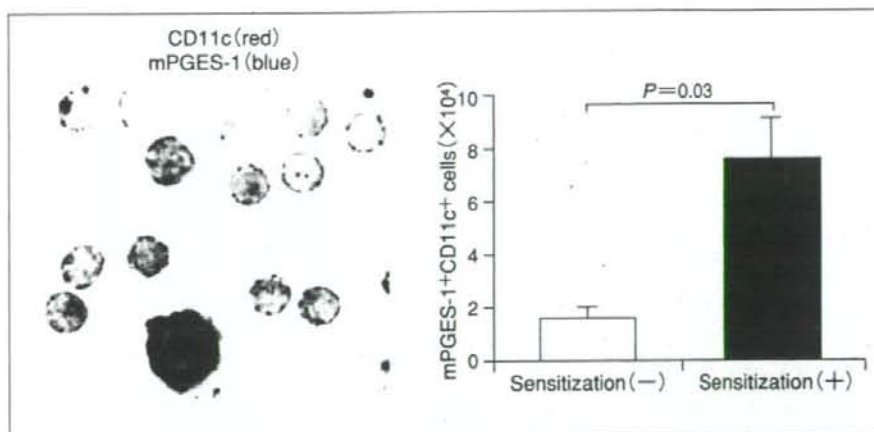 CD11c(red)
mPGES-1(blue)
mPGES-1⁺CD11c⁺ cells(×10⁴)
10
8
6
4
2
0
P=0.03
Sensitization(−)
Sensitization(+)